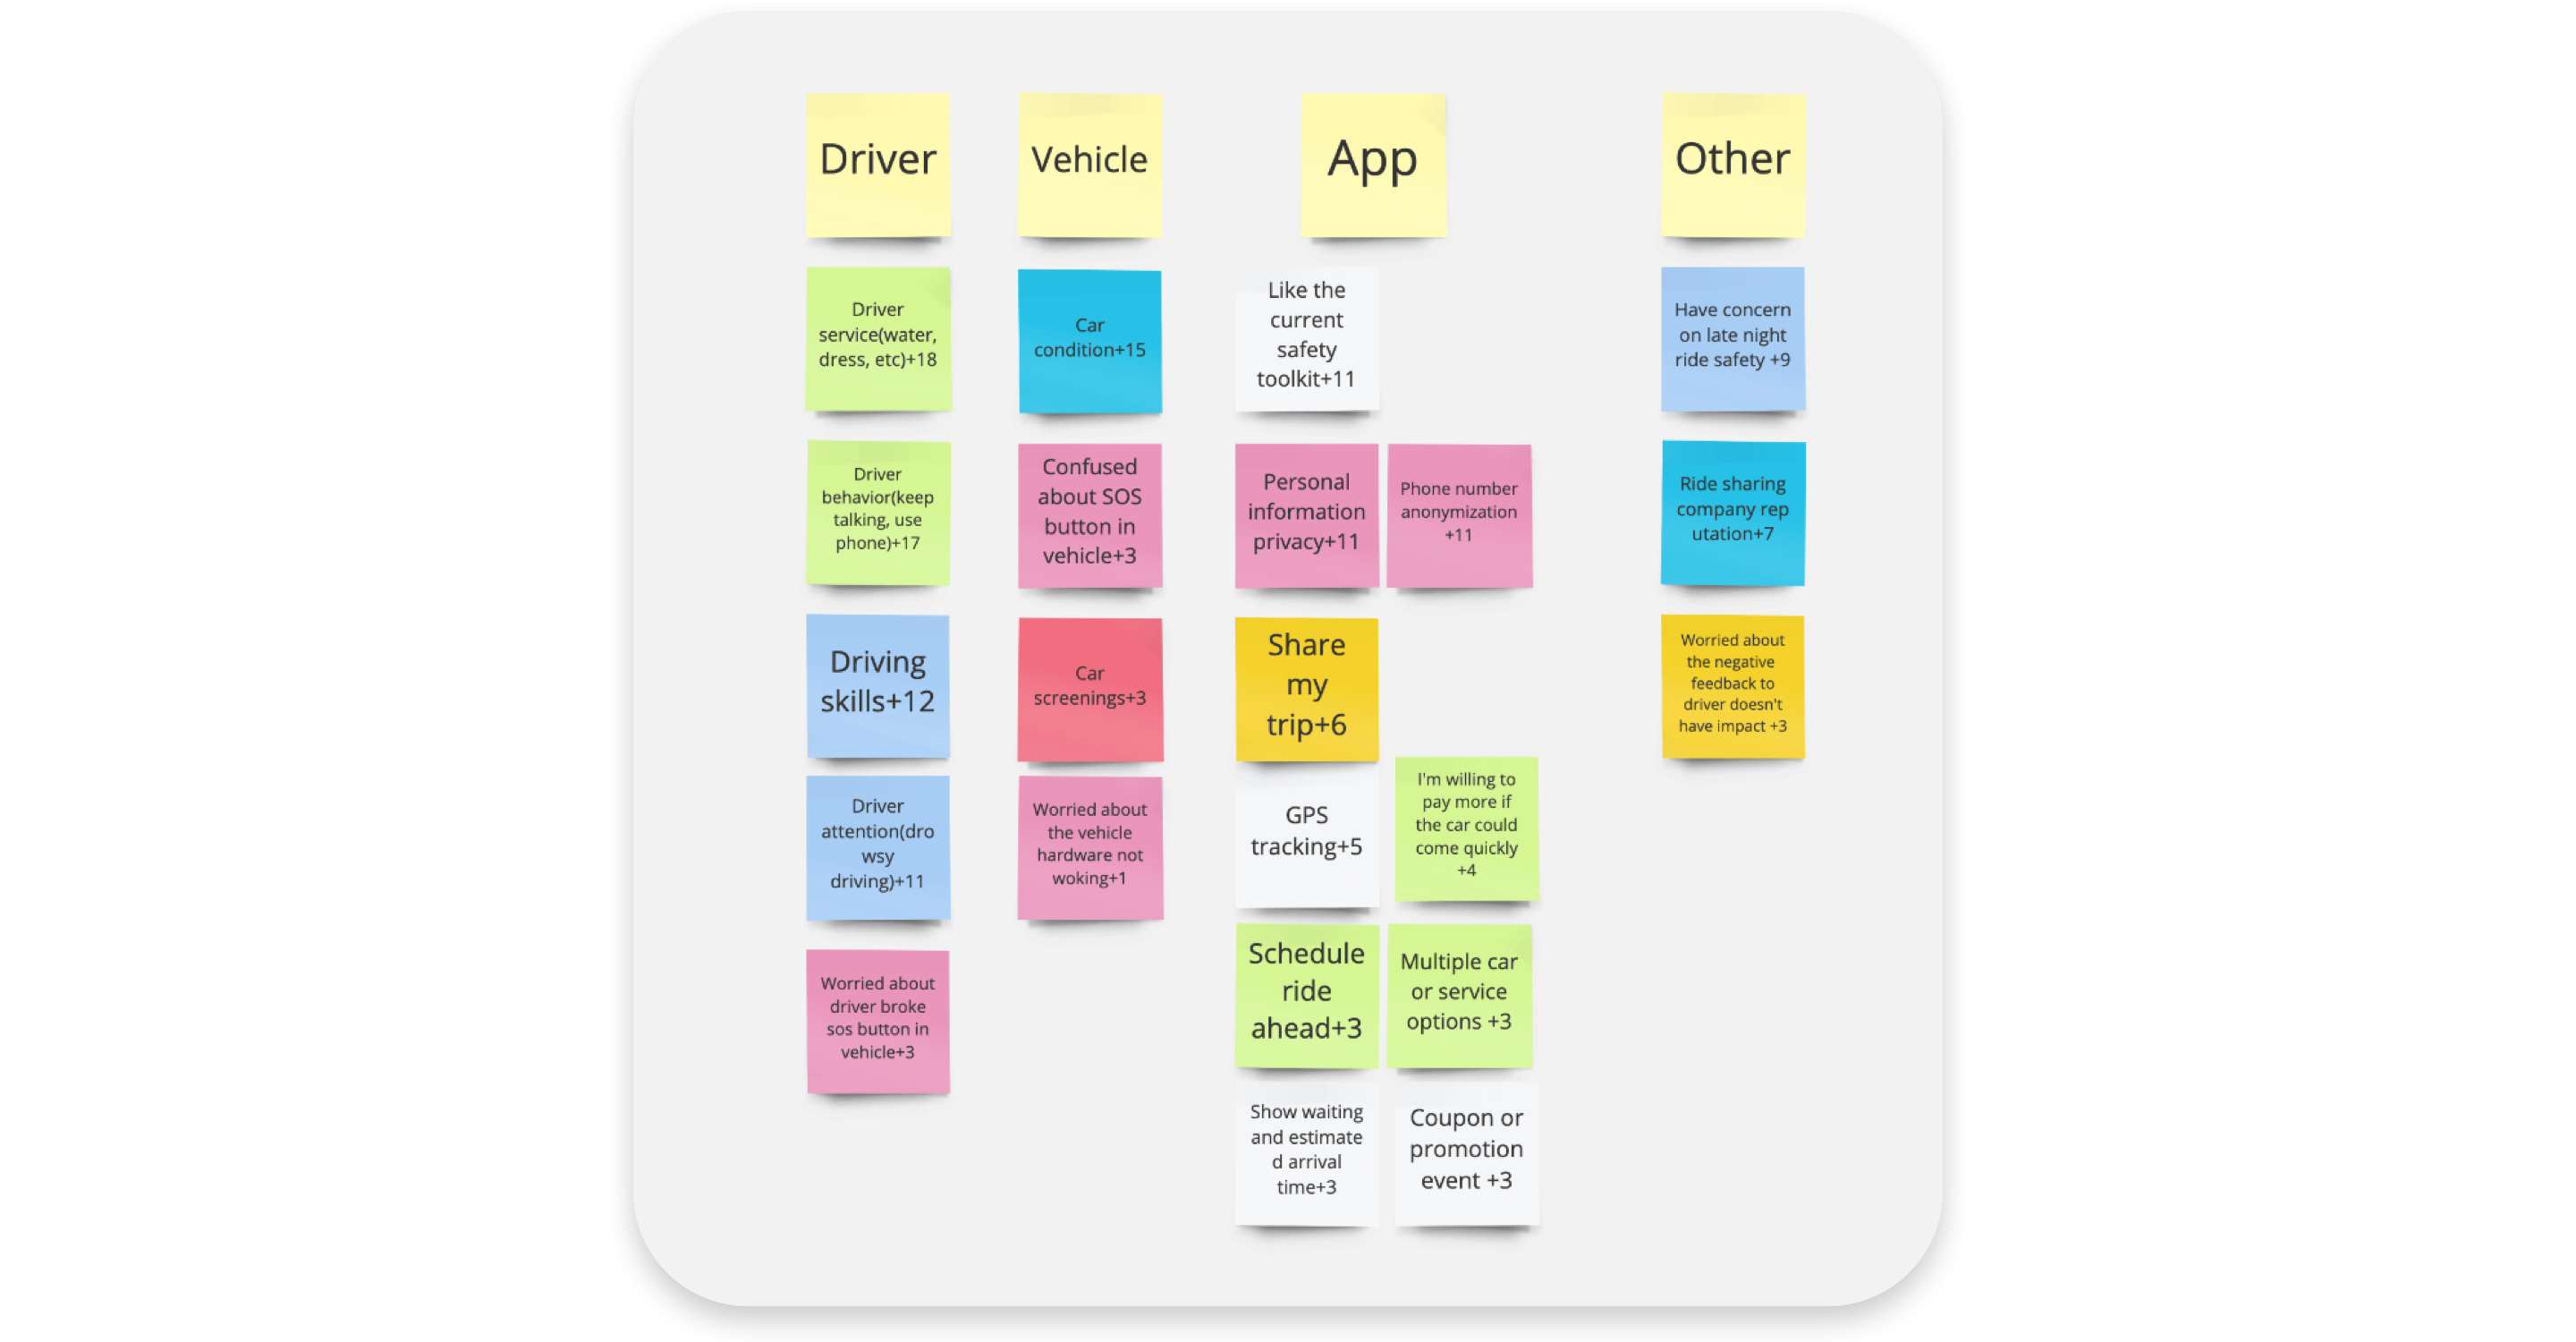 Driver
Vehicle
App
Other
Driver
service(water,
dress, etc)+18
Driver
behavior(keep
talking, use
phone)+17
Driving
skills+12
Driver
attention(dro
wsy
driving)+11
Worried about
driver broke
sos button in
vehicle+3
Car
condition+15
Confused
about SOS
button in
vehicle+3
Car
screenings+3
Worried about
the vehicle
hardware not
woking+1
Like the
current
safety
toolkit+11
Personal
information
privacy+11
Phone number
anonymization
+11
Share
my
trip+6
GPS
tracking+5
I'm willing to
pay more if
the car could
come quickly
+4
Schedule
ride
ahead+3
Multiple car
or service
options +3
Show waiting
and estimate
d arrival
time+3
Coupon or
promotion
event +3
Have concern
on late night
ride safety +9
Ride sharing
company rep
utation+7
Worried about
the negative
feedback to
driver doesn't
have impact +3